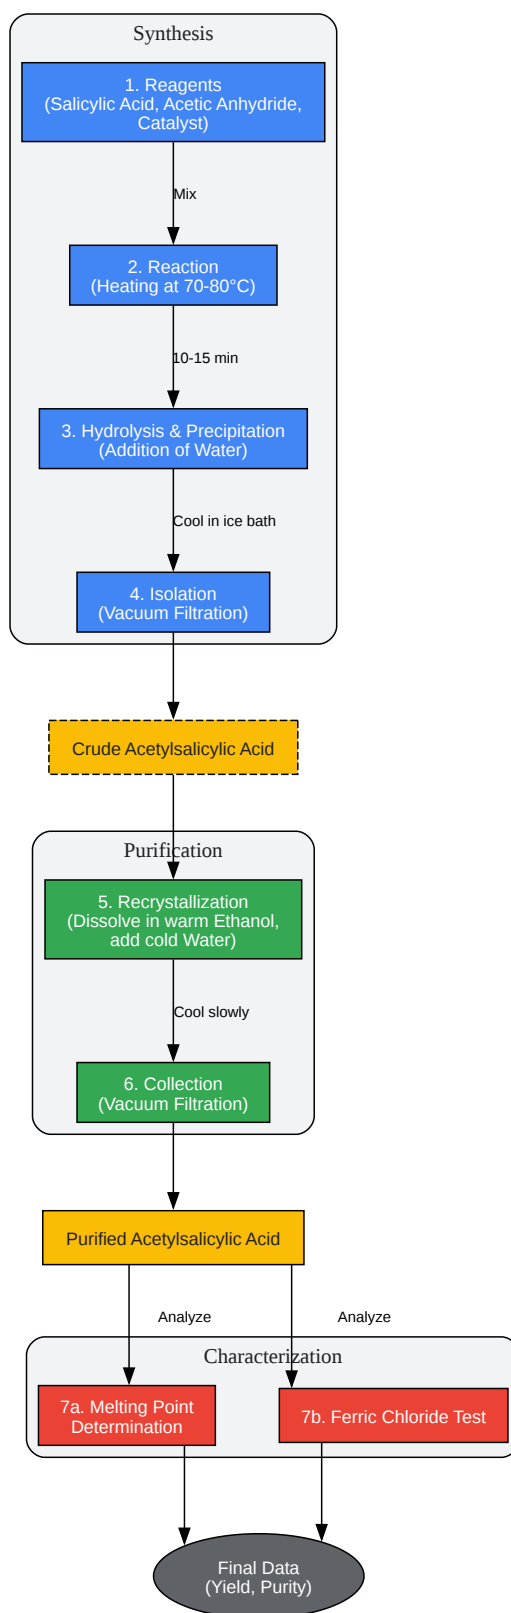 Synthesis
1. Reagents
(Salicylic Acid, Acetic Anhydride,
Catalyst)
Mix
2. Reaction
(Heating at 70-80°C)
10-15 min
3. Hydrolysis & Precipitation
(Addition of Water)
Cool in ice bath
4. Isolation
(Vacuum Filtration)
Crude Acetylsalicylic Acid
Purification
5. Recrystallization
(Dissolve in warm Ethanol,
add cold Water)
Cool slowly
6. Collection
(Vacuum Filtration)
Purified Acetylsalicylic Acid
Analyze
Analyze
Characterization
7a. Melting Point
Determination
7b. Ferric Chloride Test
Final Data
(Yield, Purity)